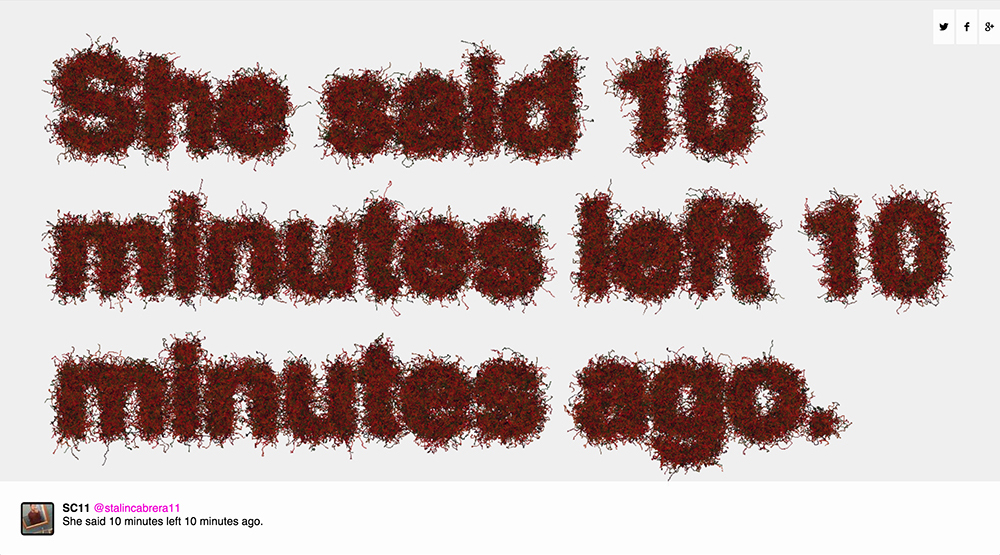 She said 10
minutes left 10
minutes ago.
SC11 @stalincabrera11
She said 10 minutes left 10 minutes ago.